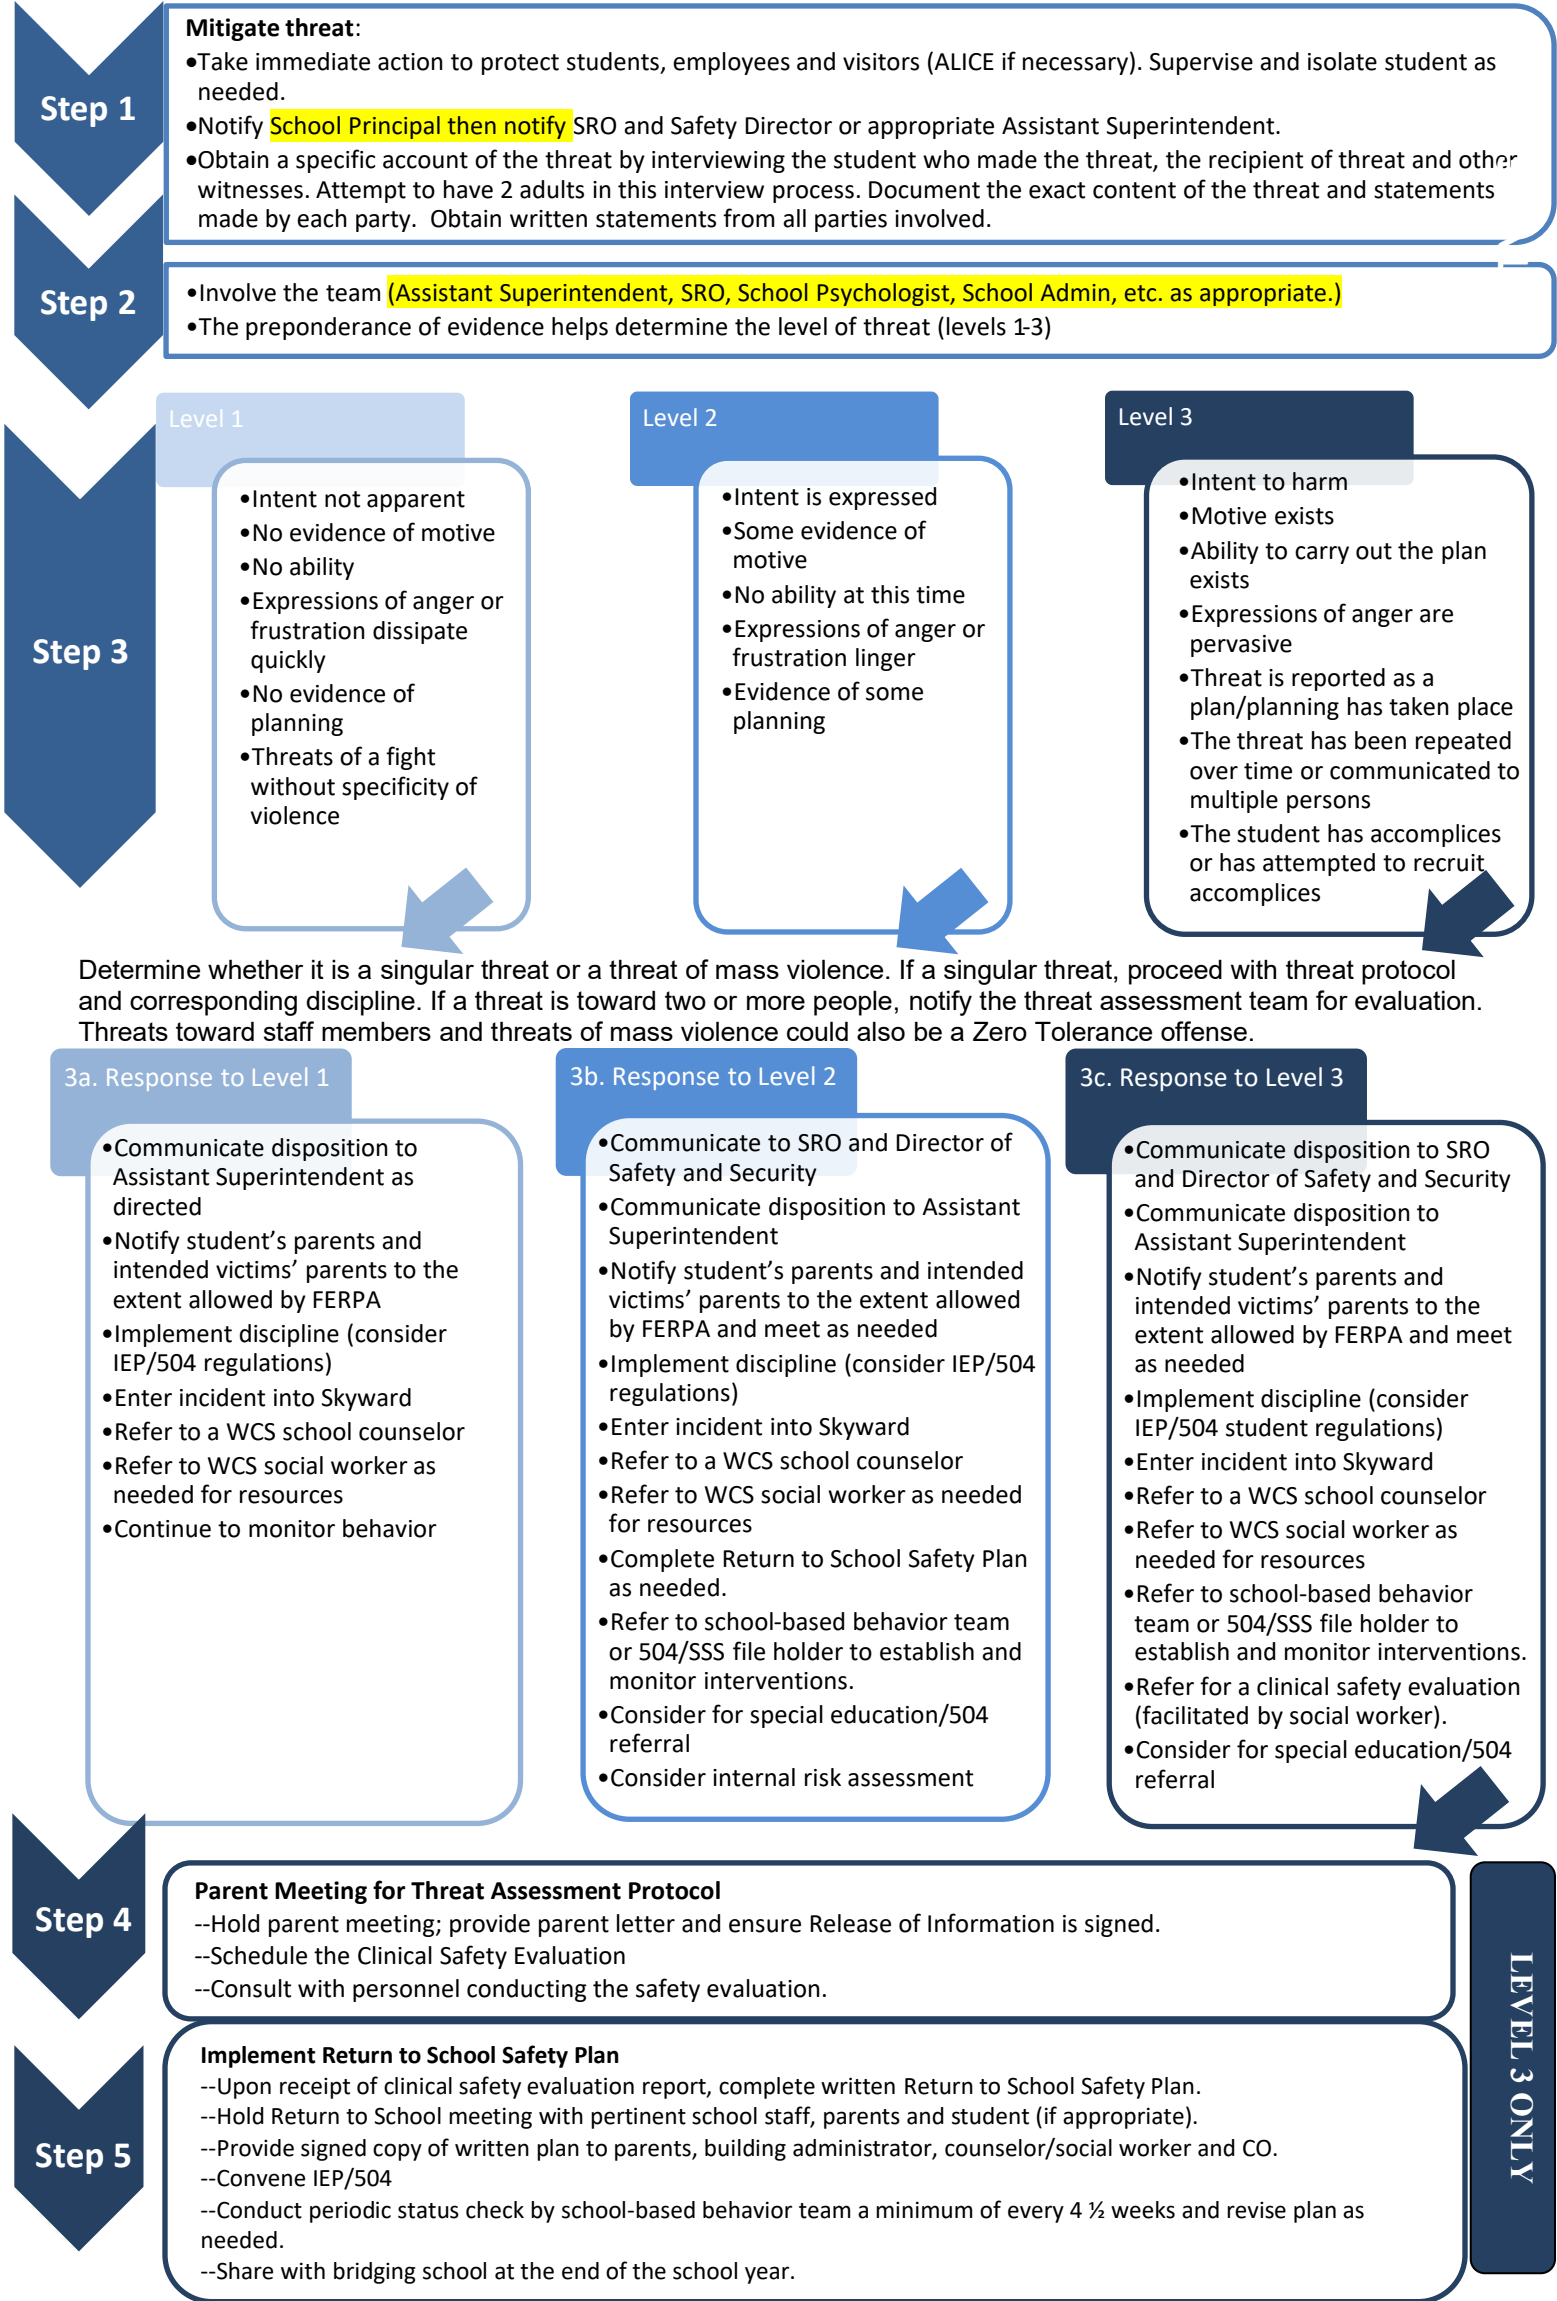 Step 1
Mitigate threat:
•Take immediate action to protect students, employees and visitors (ALICE if necessary). Supervise and isolate student as
needed.
•Notify School Principal then notify SRO and Safety Director or appropriate Assistant Superintendent.
•Obtain a specific account of the threat by interviewing the student who made the threat, the recipient of threat and other
witnesses. Attempt to have 2 adults in this interview process. Document the exact content of the threat and statements
made by each party.  Obtain written statements from all parties involved.
Step 2
•Involve the team (Assistant Superintendent, SRO, School Psychologist, School Admin, etc. as appropriate.)
•The preponderance of evidence helps determine the level of threat (levels 1-3)
Step 3
Level 1
•Intent not apparent
•No evidence of motive
•No ability
•Expressions of anger or
frustration dissipate
quickly
•No evidence of
planning
•Threats of a fight
without specificity of
violence
Level 2
•Intent is expressed
•Some evidence of
motive
•No ability at this time
•Expressions of anger or
frustration linger
•Evidence of some
planning
Level 3
•Intent to harm
•Motive exists
•Ability to carry out the plan
exists
•Expressions of anger are
pervasive
•Threat is reported as a
plan/planning has taken place
•The threat has been repeated
over time or communicated to
multiple persons
•The student has accomplices
or has attempted to recruit
accomplices
Determine whether it is a singular threat or a threat of mass violence. If a singular threat, proceed with threat protocol
and corresponding discipline. If a threat is toward two or more people, notify the threat assessment team for evaluation.
Threats toward staff members and threats of mass violence could also be a Zero Tolerance offense.
3a. Response to Level 1
•Communicate disposition to
Assistant Superintendent as
directed
•Notify student’s parents and
intended victims’ parents to the
extent allowed by FERPA
•Implement discipline (consider
IEP/504 regulations)
•Enter incident into Skyward
•Refer to a WCS school counselor
•Refer to WCS social worker as
needed for resources
•Continue to monitor behavior
3b. Response to Level 2
•Communicate to SRO and Director of
Safety and Security
•Communicate disposition to Assistant
Superintendent
•Notify student’s parents and intended
victims’ parents to the extent allowed
by FERPA and meet as needed
•Implement discipline (consider IEP/504
regulations)
•Enter incident into Skyward
•Refer to a WCS school counselor
•Refer to WCS social worker as needed
for resources
•Complete Return to School Safety Plan
as needed.
•Refer to school-based behavior team
or 504/SSS file holder to establish and
monitor interventions.
•Consider for special education/504
referral
•Consider internal risk assessment
3c. Response to Level 3
•Communicate disposition to SRO
and Director of Safety and Security
•Communicate disposition to
Assistant Superintendent
•Notify student’s parents and
intended victims’ parents to the
extent allowed by FERPA and meet
as needed
•Implement discipline (consider
IEP/504 student regulations)
•Enter incident into Skyward
•Refer to a WCS school counselor
•Refer to WCS social worker as
needed for resources
•Refer to school-based behavior
team or 504/SSS file holder to
establish and monitor interventions.
•Refer for a clinical safety evaluation
(facilitated by social worker).
•Consider for special education/504
referral
Step 4
Parent Meeting for Threat Assessment Protocol
--Hold parent meeting; provide parent letter and ensure Release of Information is signed.
--Schedule the Clinical Safety Evaluation
--Consult with personnel conducting the safety evaluation.
LEVEL 3 ONLY
Step 5
Implement Return to School Safety Plan
--Upon receipt of clinical safety evaluation report, complete written Return to School Safety Plan.
--Hold Return to School meeting with pertinent school staff, parents and student (if appropriate).
--Provide signed copy of written plan to parents, building administrator, counselor/social worker and CO.
--Convene IEP/504
--Conduct periodic status check by school-based behavior team a minimum of every 4 ½ weeks and revise plan as
needed.
--Share with bridging school at the end of the school year.